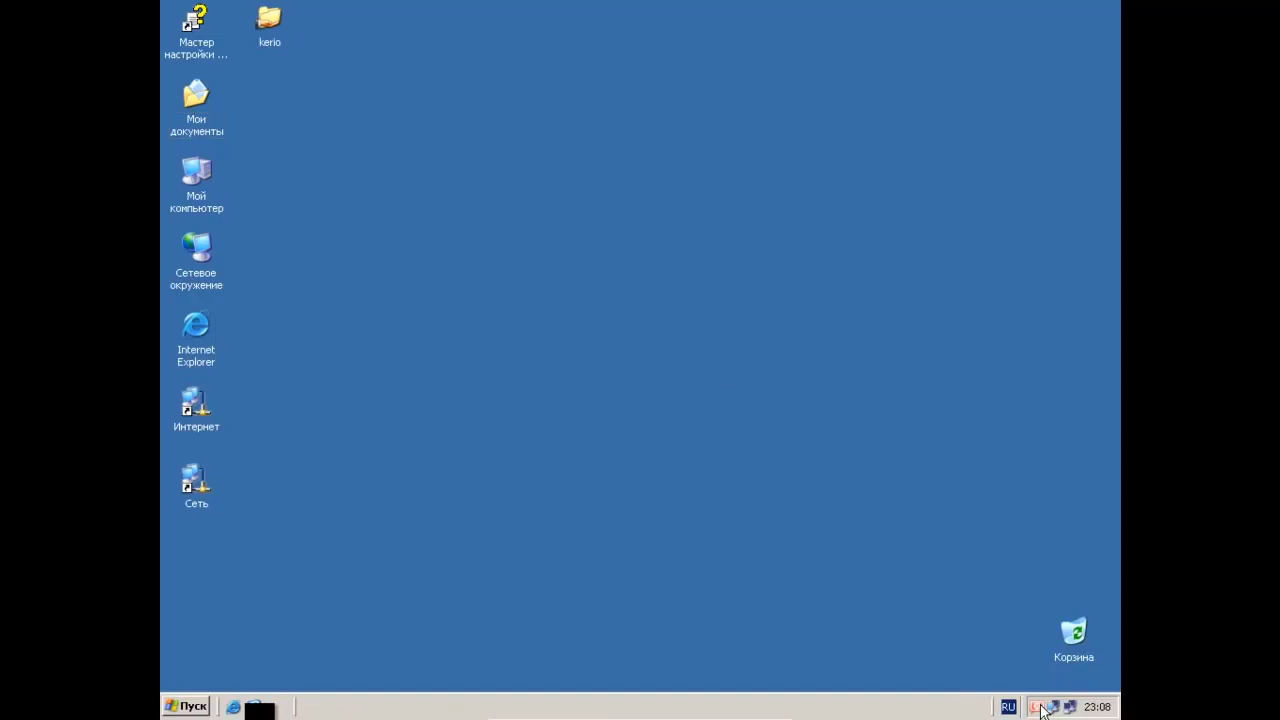 Мастер
настройки ...
kerio
Мои
документы
Мой
компьютер
Сетевое
окружение
Internet
Explorer
Интернет
Сеть
Корзина
Пуск
RU
23:08